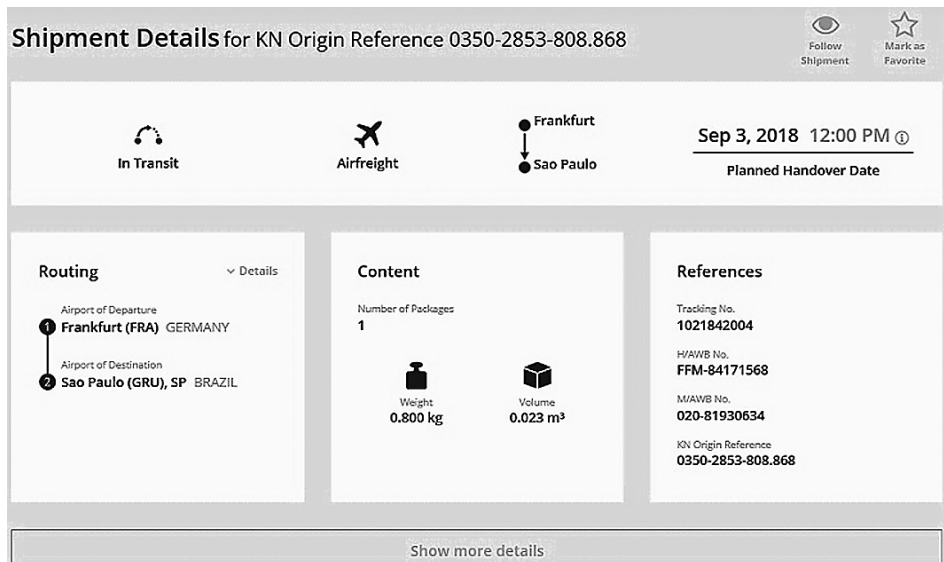 Shipment Details for KN Origin Reference 0350-2853-808.868
Follow
Shipment
Mark as
Favorite
In Transit
Airfreight
Frankfurt
Sao Paulo
Sep 3, 2018 12:00 PM
Planned Handover Date
Routing
Details
Airport of Departure
1 Frankfurt (FRA) GERMANY
Airport of Destination
2 Sao Paulo (GRU), SP BRAZIL
Content
Number of Packages
1
Weight
0.800 kg
Volume
0.023 m³
References
Tracking No.
1021842004
H/AWB No.
FFM-84171568
M/AWB No.
020-81930634
KN Origin Reference
0350-2853-808.868
Show more details